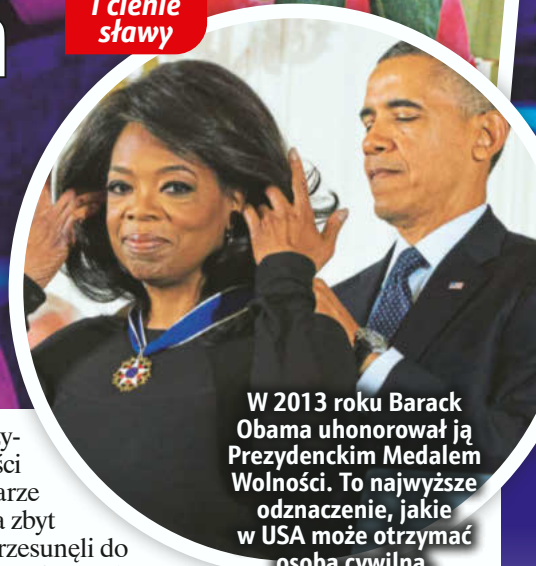 i cienie
sławy
W 2013 roku Barack
Obama uhonorował ją
Prezydenckim Medalem
Wolności. To najwyższe
odznaczenie, jakie
w USA może otrzymać
osoba cywilna
zy-
ści
arze
a zbyt
rzesunęli do